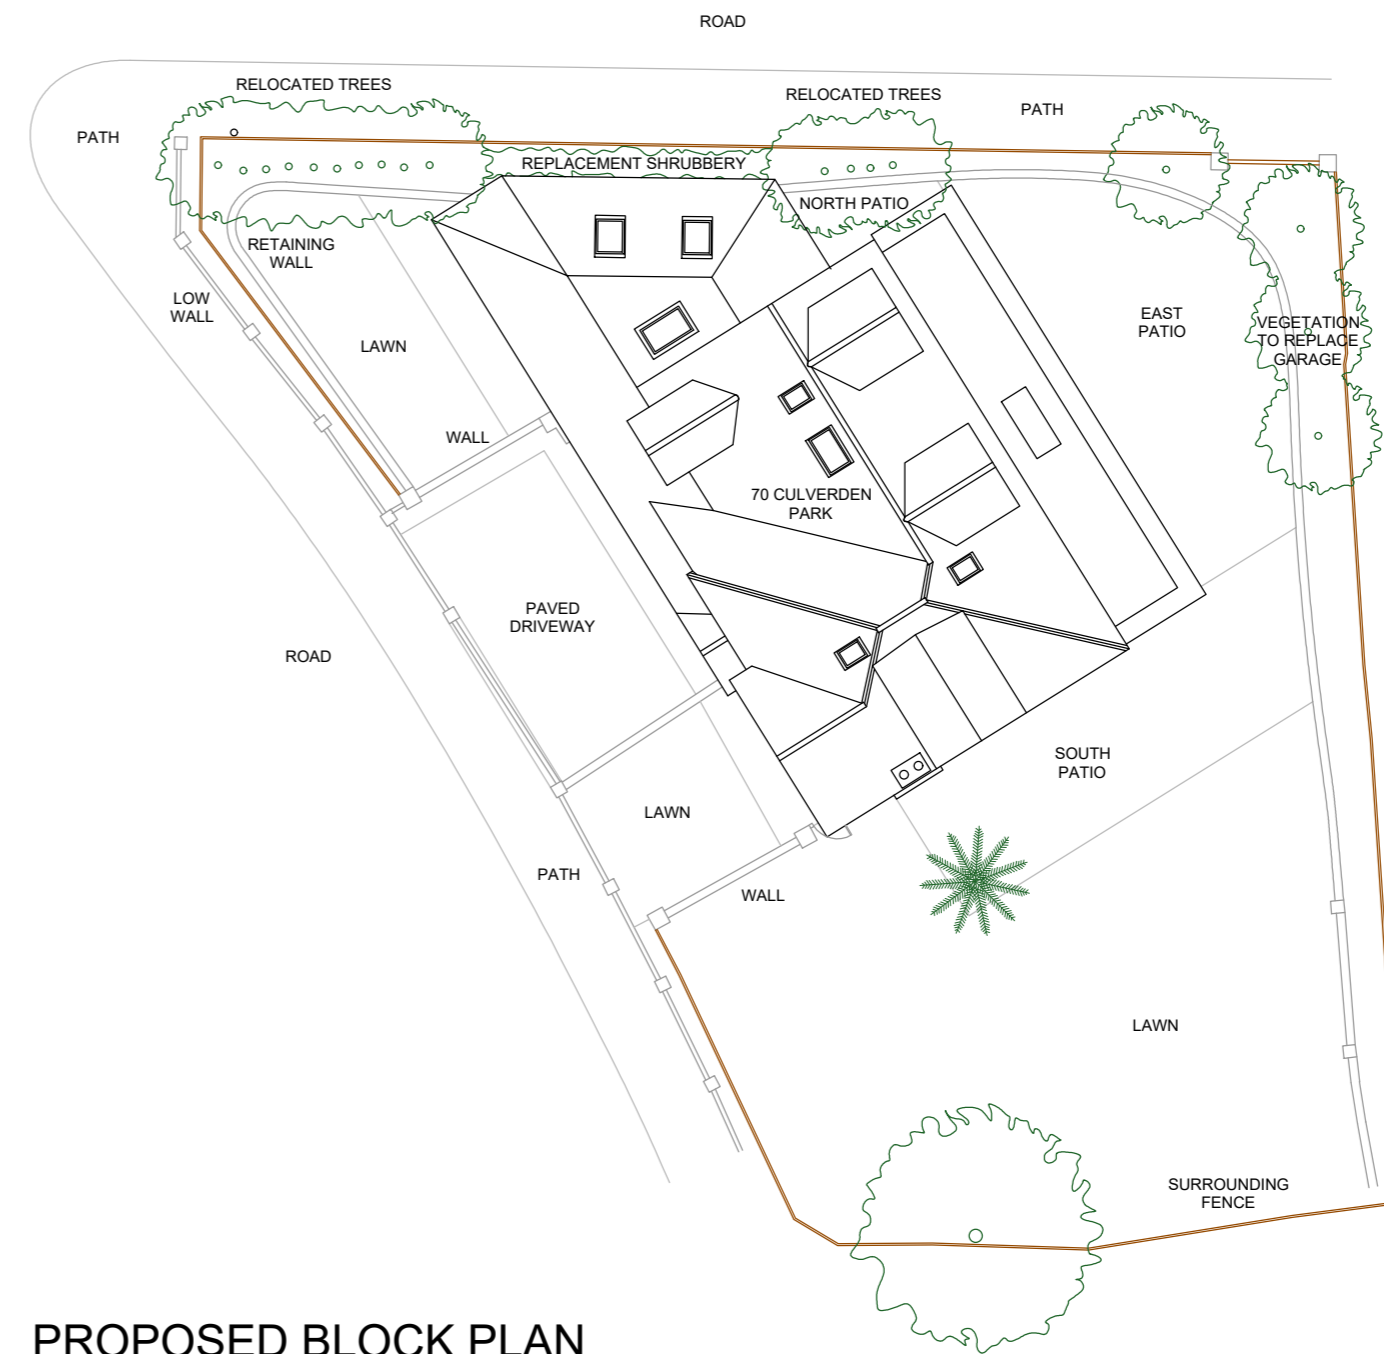 ROAD
RELOCATED TREES
RELOCATED TREES
PATH
PATH
REPLACEMENT SHRUBBERY
NORTH PATIO
RETAINING
WALL
LOW
WALL
LAWN
EAST
PATIO
VEGETATION
TO REPLACE
GARAGE
WALL
70 CULVERDEN
PARK
PAVED
DRIVEWAY
ROAD
SOUTH
PATIO
LAWN
PATH
WALL
LAWN
SURROUNDING
FENCE
PROPOSED BLOCK PLAN